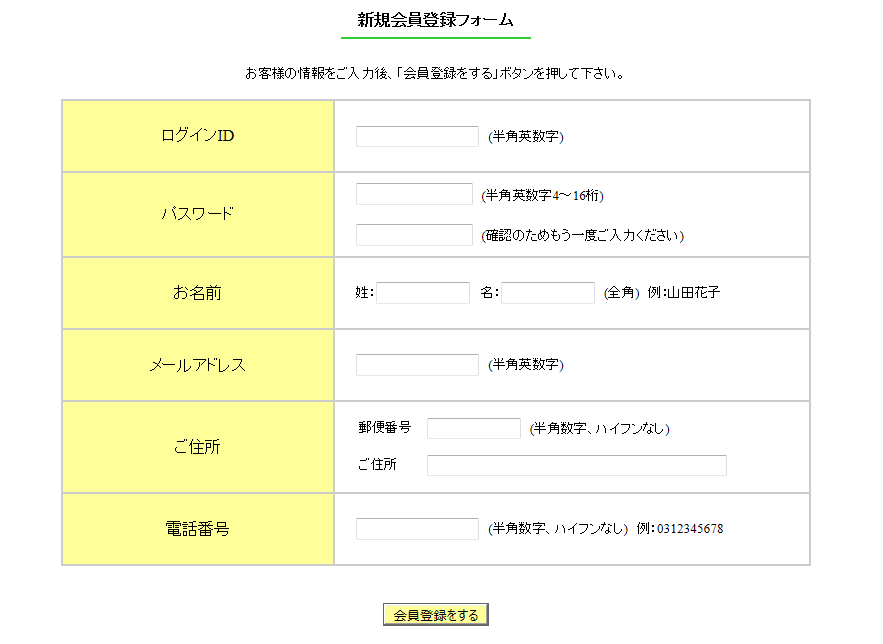 新規会員登録フォーム
お客様の情報をご入力後、「会員登録をする」ボタンを押して下さい。
ログインID (半角英数字)
パスワード (半角英数字4～16桁)
(確認のためもう一度ご入力ください)
お名前 姓： 名： (全角) 例：山田花子
メールアドレス (半角英数字)
ご住所 郵便番号 (半角数字、ハイフンなし)
ご住所
電話番号 (半角数字、ハイフンなし) 例：0312345678
会員登録をする